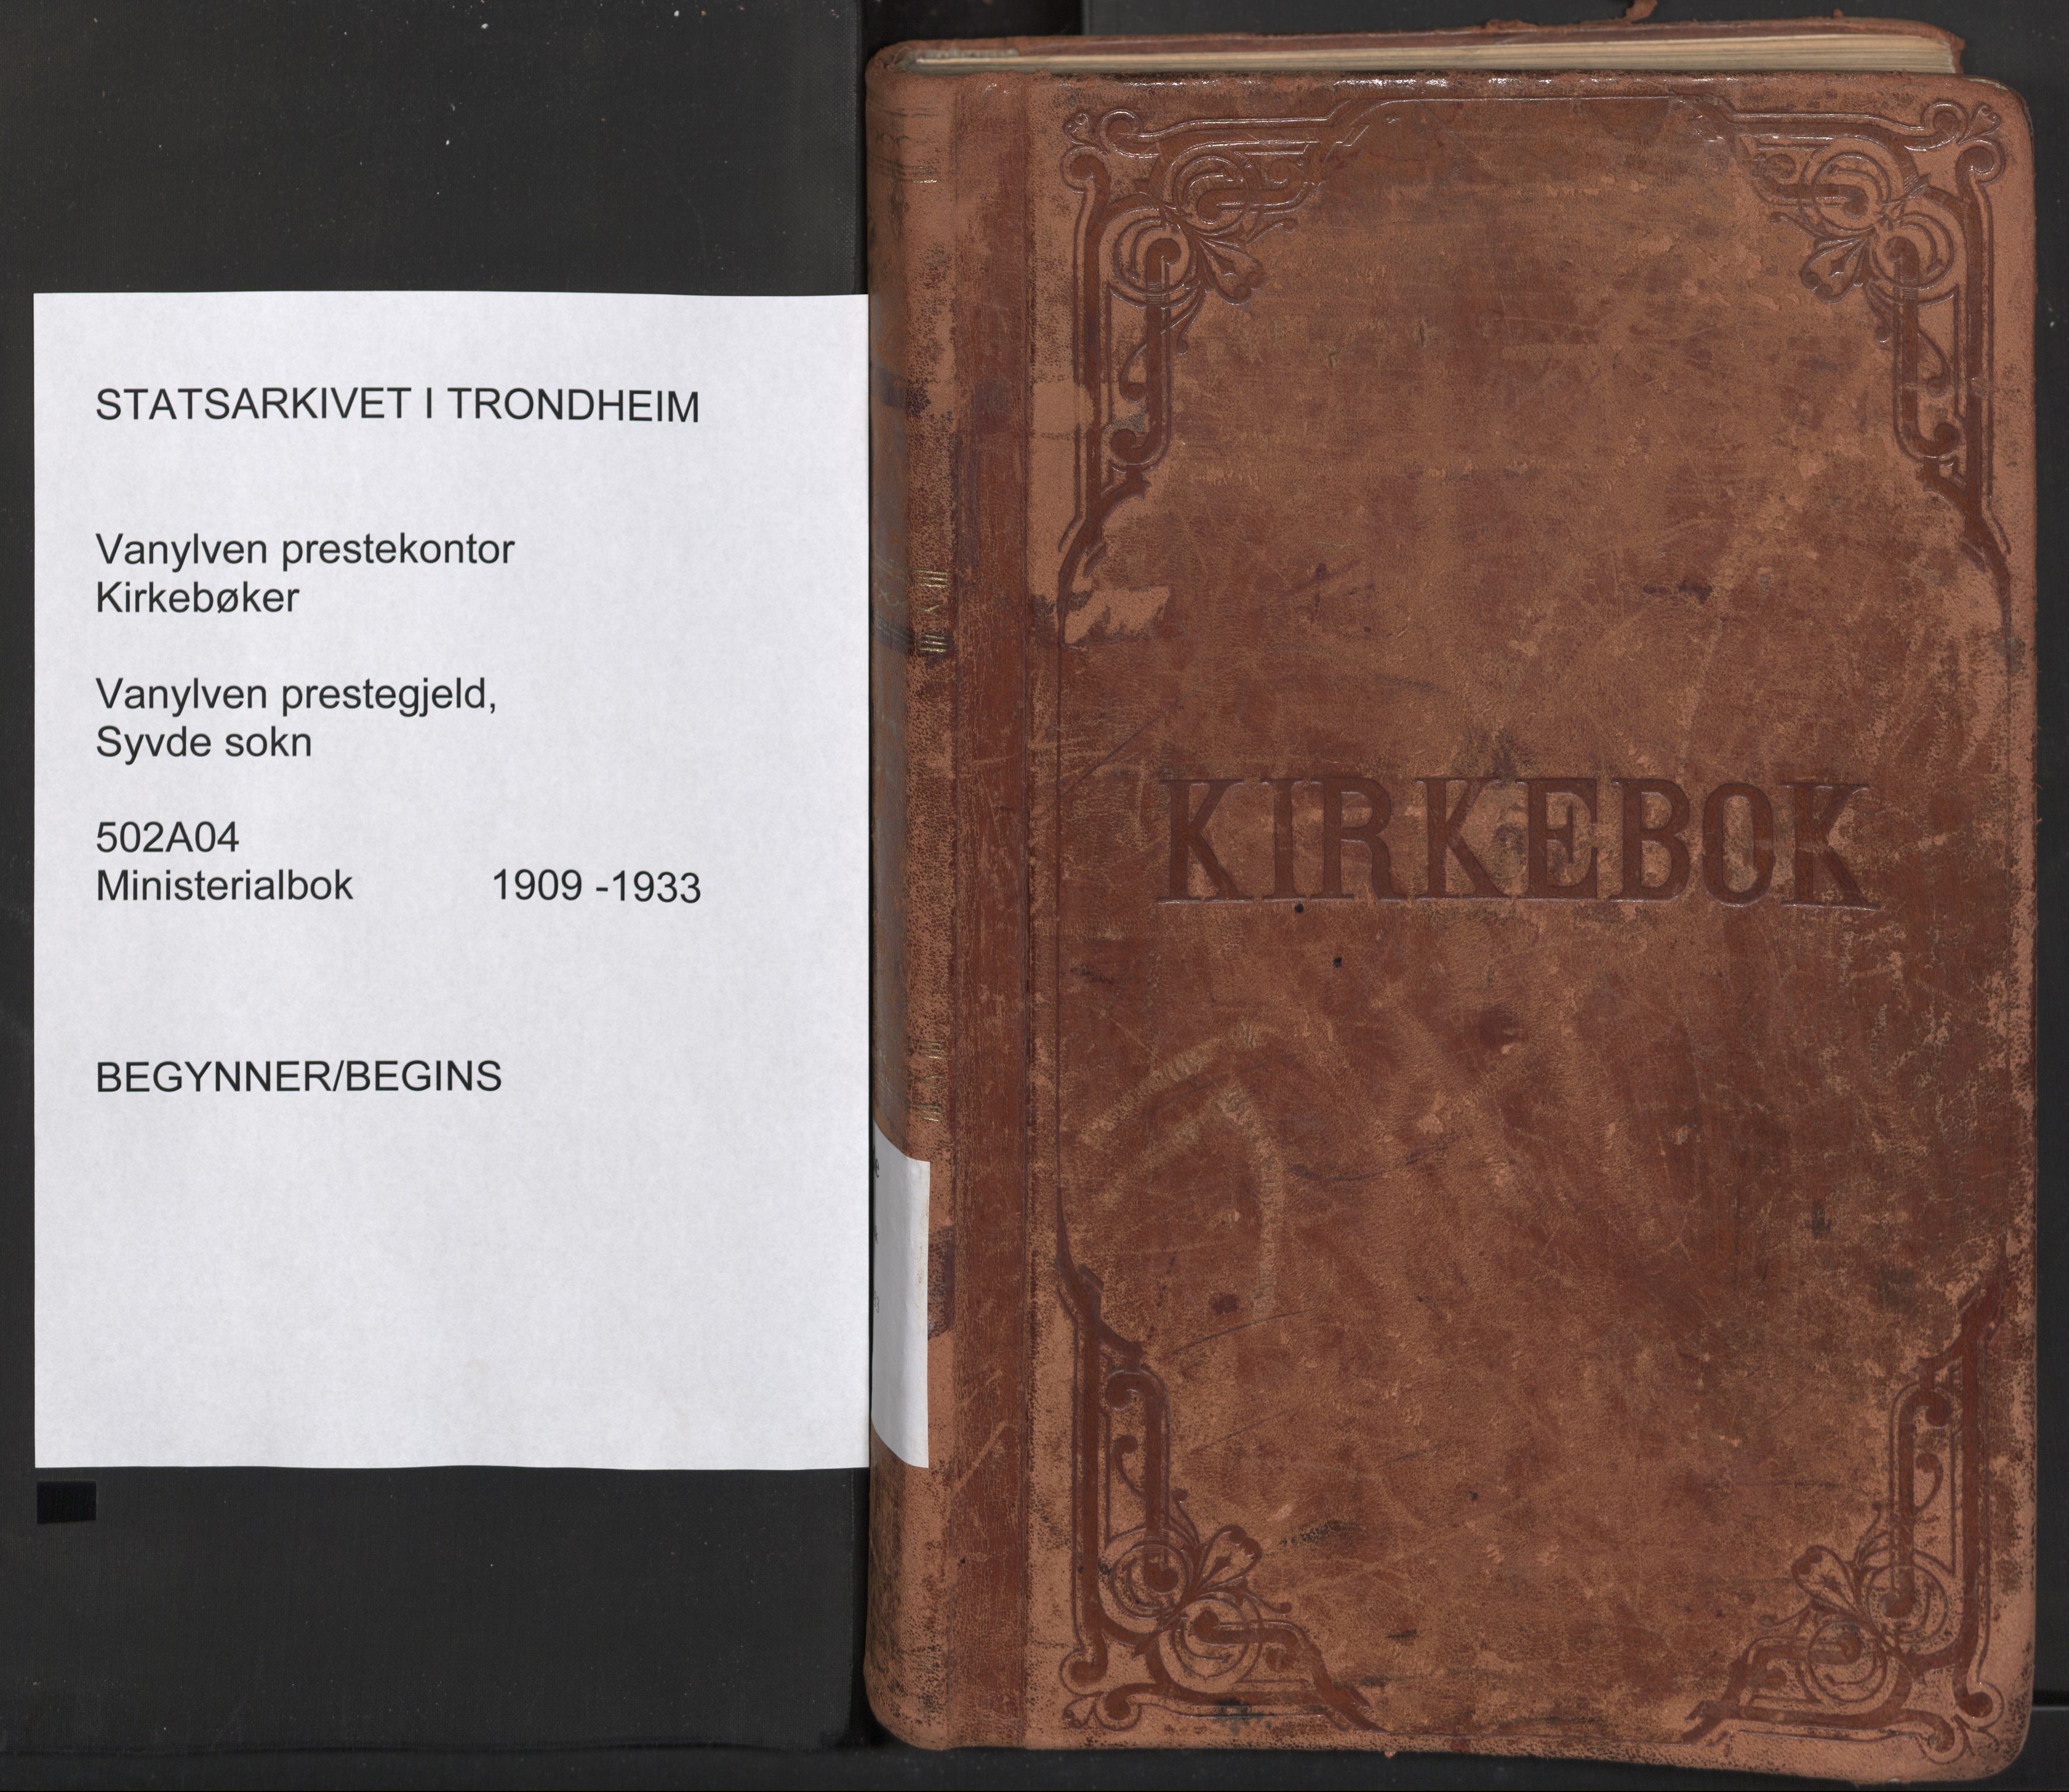 STATSARKIVET I TRONDHEIM
Vanylven prestekontor
Kirkebøker
Vanylven prestegjeld,
Syvde sokn
502A04
Ministerialbok 1909 -1933
BEGYNNER/BEGINS
KIRKEBOK